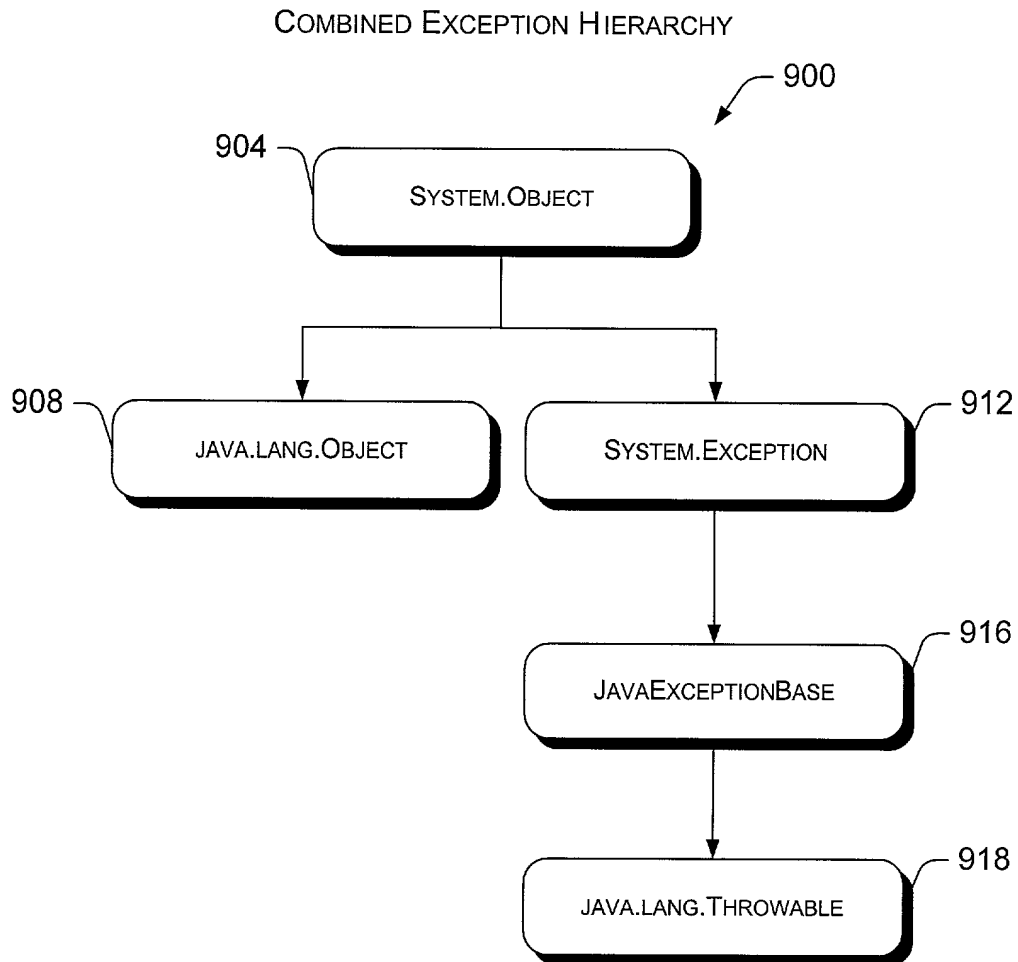 COMBINED EXCEPTION HIERARCHY
900
904
SYSTEM.OBJECT
908
JAVA.LANG.OBJECT
912
SYSTEM.EXCEPTION
916
JAVAEXCEPTIONBASE
918
JAVA.LANG.THROWABLE